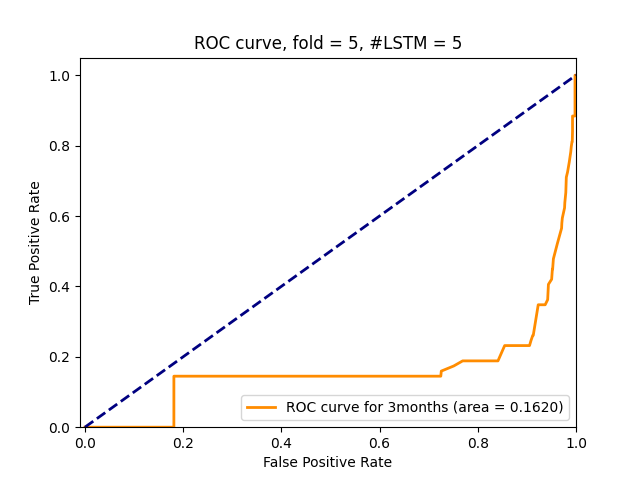 ROC curve, fold = 5, #LSTM = 5
True Positive Rate
1.0
0.8
0.6
0.4
0.2
0.0
ROC curve for 3months (area = 0.1620)
0.0 0.2 0.4 0.6 0.8 1.0
False Positive Rate